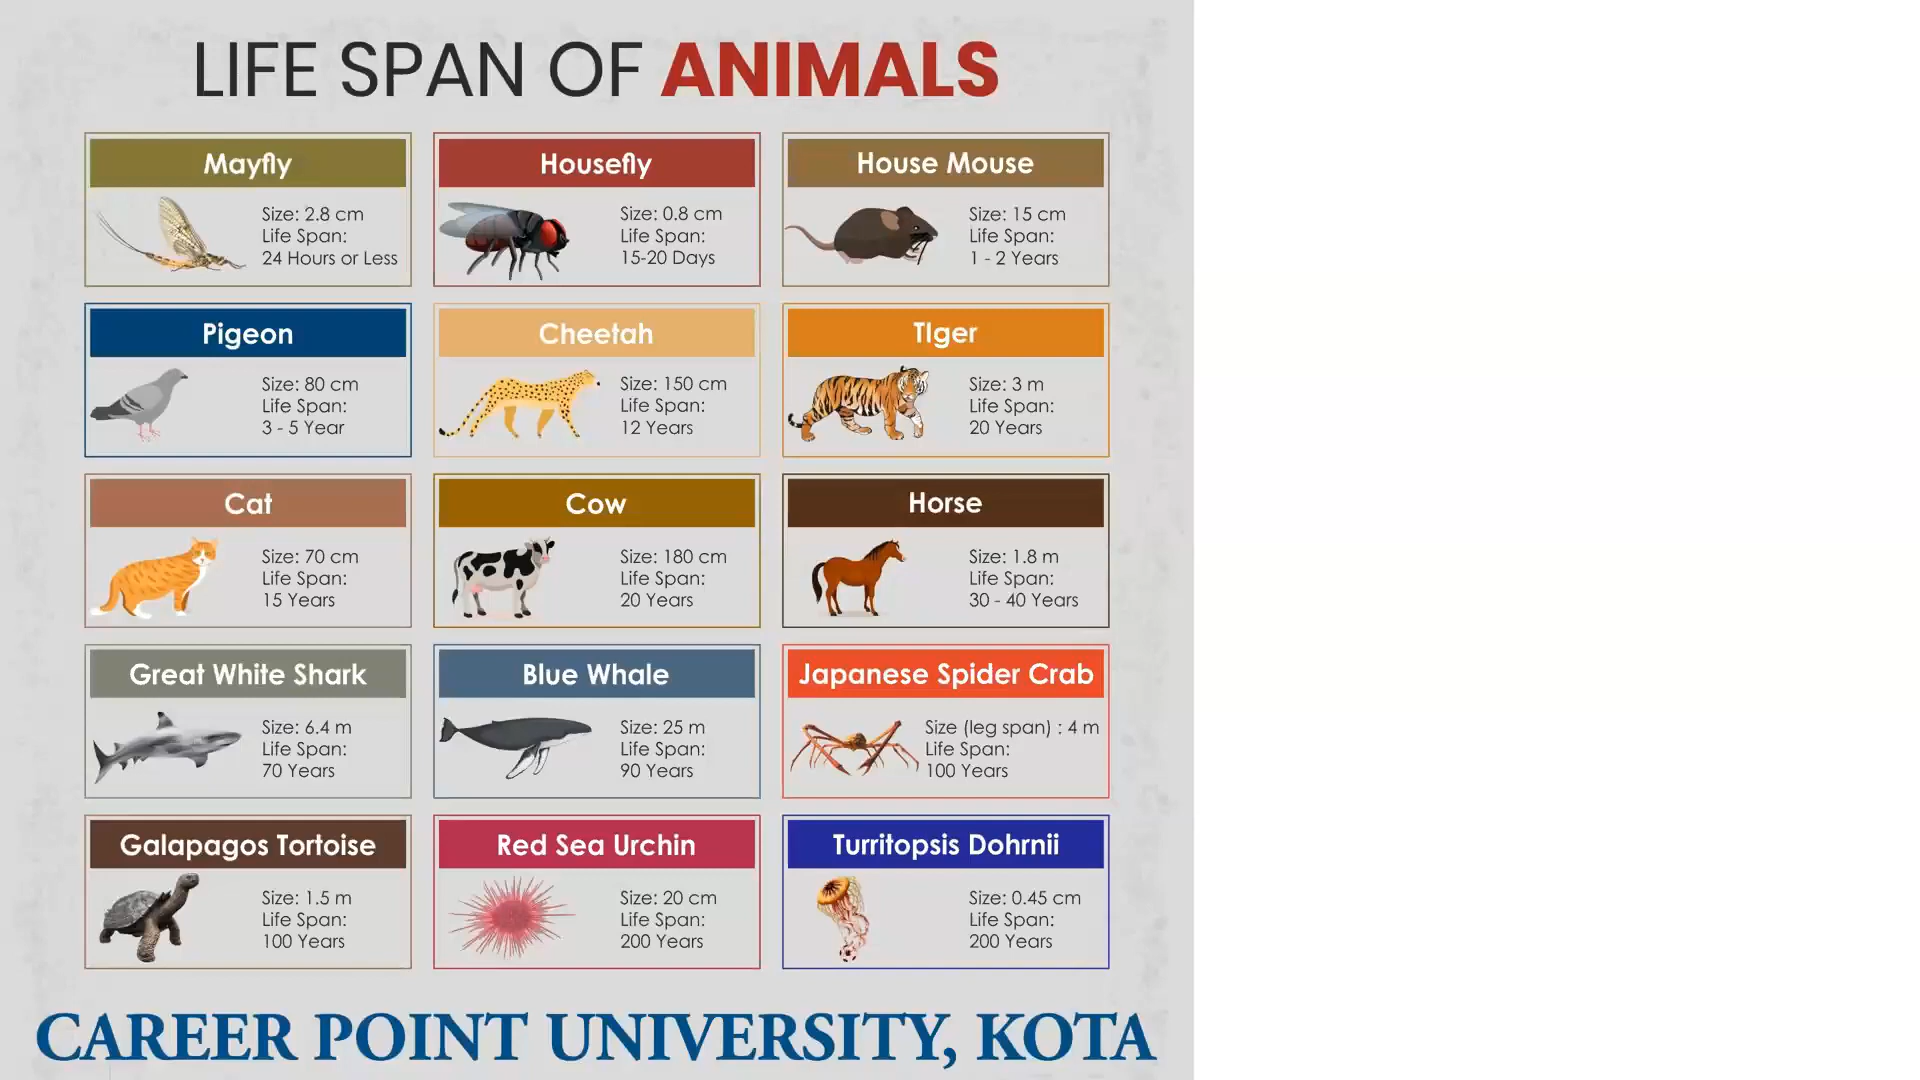 LIFE SPAN OF ANIMALS
Mayfly
Size: 2.8 cm
Life Span:
24 Hours or Less
Housefly
Size: 0.8 cm
Life Span:
15-20 Days
House Mouse
Size: 15 cm
Life Span:
1 - 2 Years
Pigeon
Size: 80 cm
Life Span:
3 - 5 Year
Cheetah
Size: 150 cm
Life Span:
12 Years
TIger
Size: 3 m
Life Span:
20 Years
Cat
Size: 70 cm
Life Span:
15 Years
Cow
Size: 180 cm
Life Span:
20 Years
Horse
Size: 1.8 m
Life Span:
30 - 40 Years
Great White Shark
Size: 6.4 m
Life Span:
70 Years
Blue Whale
Size: 25 m
Life Span:
90 Years
Japanese Spider Crab
Size (leg span) : 4 m
Life Span:
100 Years
Galapagos Tortoise
Size: 1.5 m
Life Span:
100 Years
Red Sea Urchin
Size: 20 cm
Life Span:
200 Years
Turritopsis Dohrnii
Size: 0.45 cm
Life Span:
200 Years
CAREER POINT UNIVERSITY, KOTA